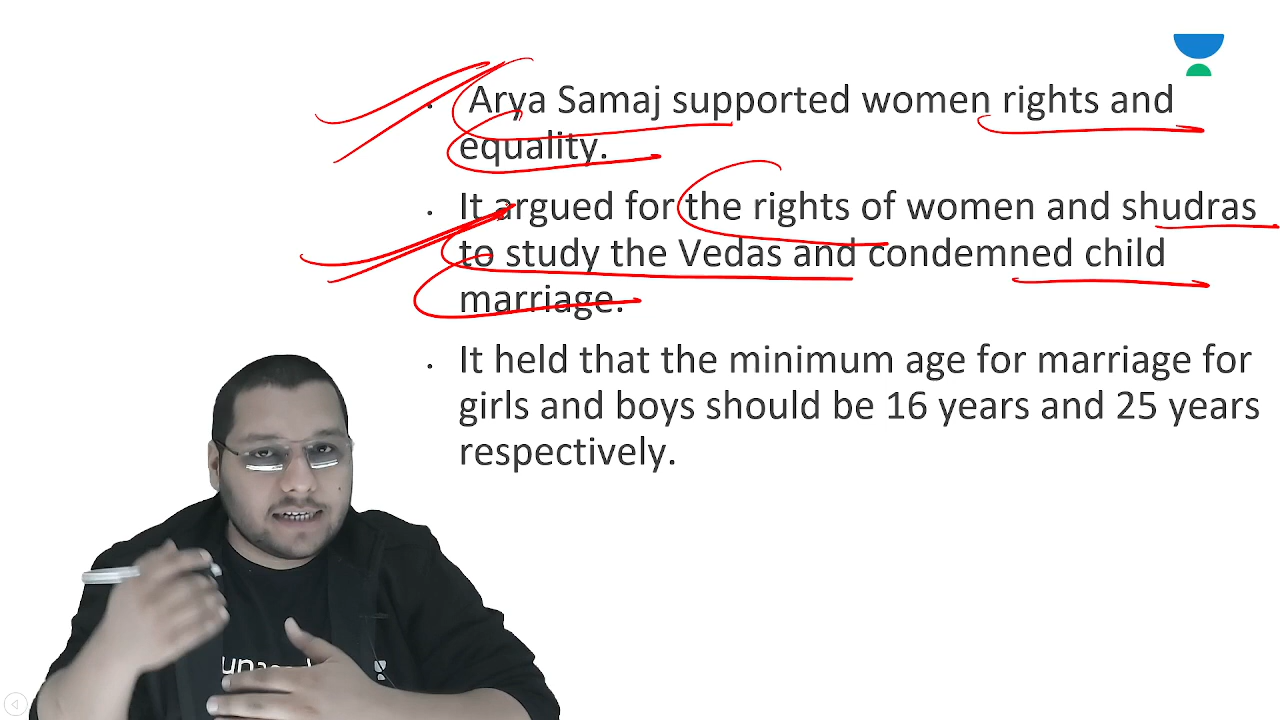 · Arya Samaj supported women rights and
equality.
· It argued for the rights of women and shudras
to study the Vedas and condemned child
marriage.
· It held that the minimum age for marriage for
girls and boys should be 16 years and 25 years
respectively.